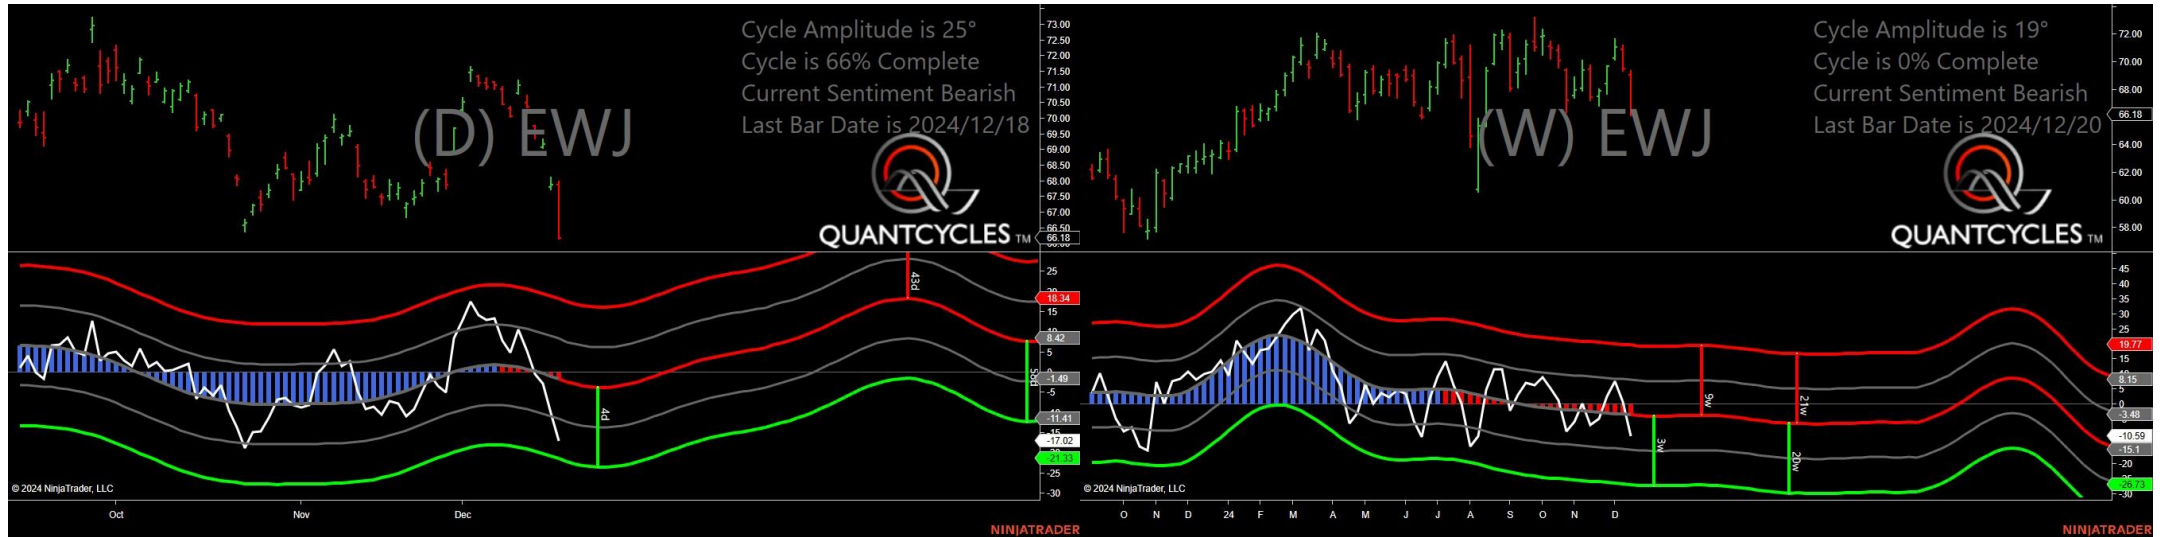 Cycle Amplitude is 25°
Cycle is 66% Complete
Current Sentiment Bearish
Last Bar Date is 2024/12/18
(D) EWJ
QUANTCYCLES TM
73.00
72.50
72.00
71.50
71.00
70.50
70.00
69.50
69.00
68.50
68.00
67.50
67.00
66.50
66.18
43d
4d
58d
25
18.34
15
8.42
5
0
-1.49
-5
-11.41
-15
-17.02
-21.33
-25
-30
© 2024 NinjaTrader, LLC
Oct
Nov
Dec
NINJATRADER
Cycle Amplitude is 19°
Cycle is 0% Complete
Current Sentiment Bearish
Last Bar Date is 2024/12/20
(W) EWJ
QUANTCYCLES TM
72.00
70.00
68.00
66.18
64.00
62.00
60.00
58.00
9w
21w
3w
20w
45
40
35
30
25
19.77
15
8.15
5
0
-3.48
-10.59
-15.1
-20
-26.73
-30
© 2024 NinjaTrader, LLC
O
N
D
24
F
M
A
M
J
J
A
S
O
N
D
NINJATRADER